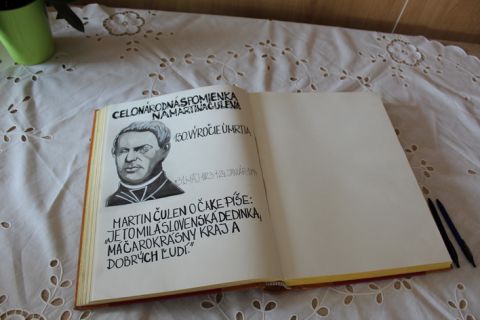 CELONÁRODNÁ SPOMIENKA
NA MARTINA ČULENA
130. VÝROČIE ÚMRTIA
MARTIN ČULEN O ČAKE PÍŠE:
„JE TO MILÁ SLOVENSKÁ DEDINKA,
MÁ ČAROKRÁSNY KRAJ A
DOBRÝCH ĽUDÍ."